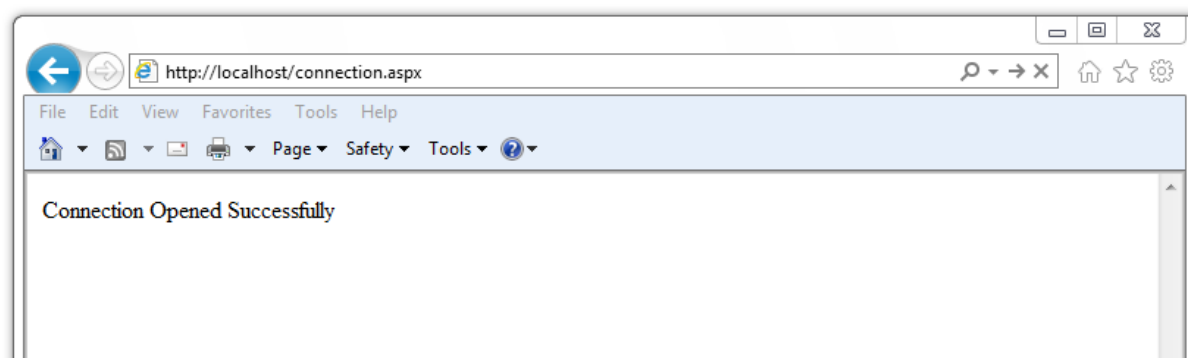 http://localhost/connection.aspx
File Edit View Favorites Tools Help
Page Safety Tools
Connection Opened Successfully